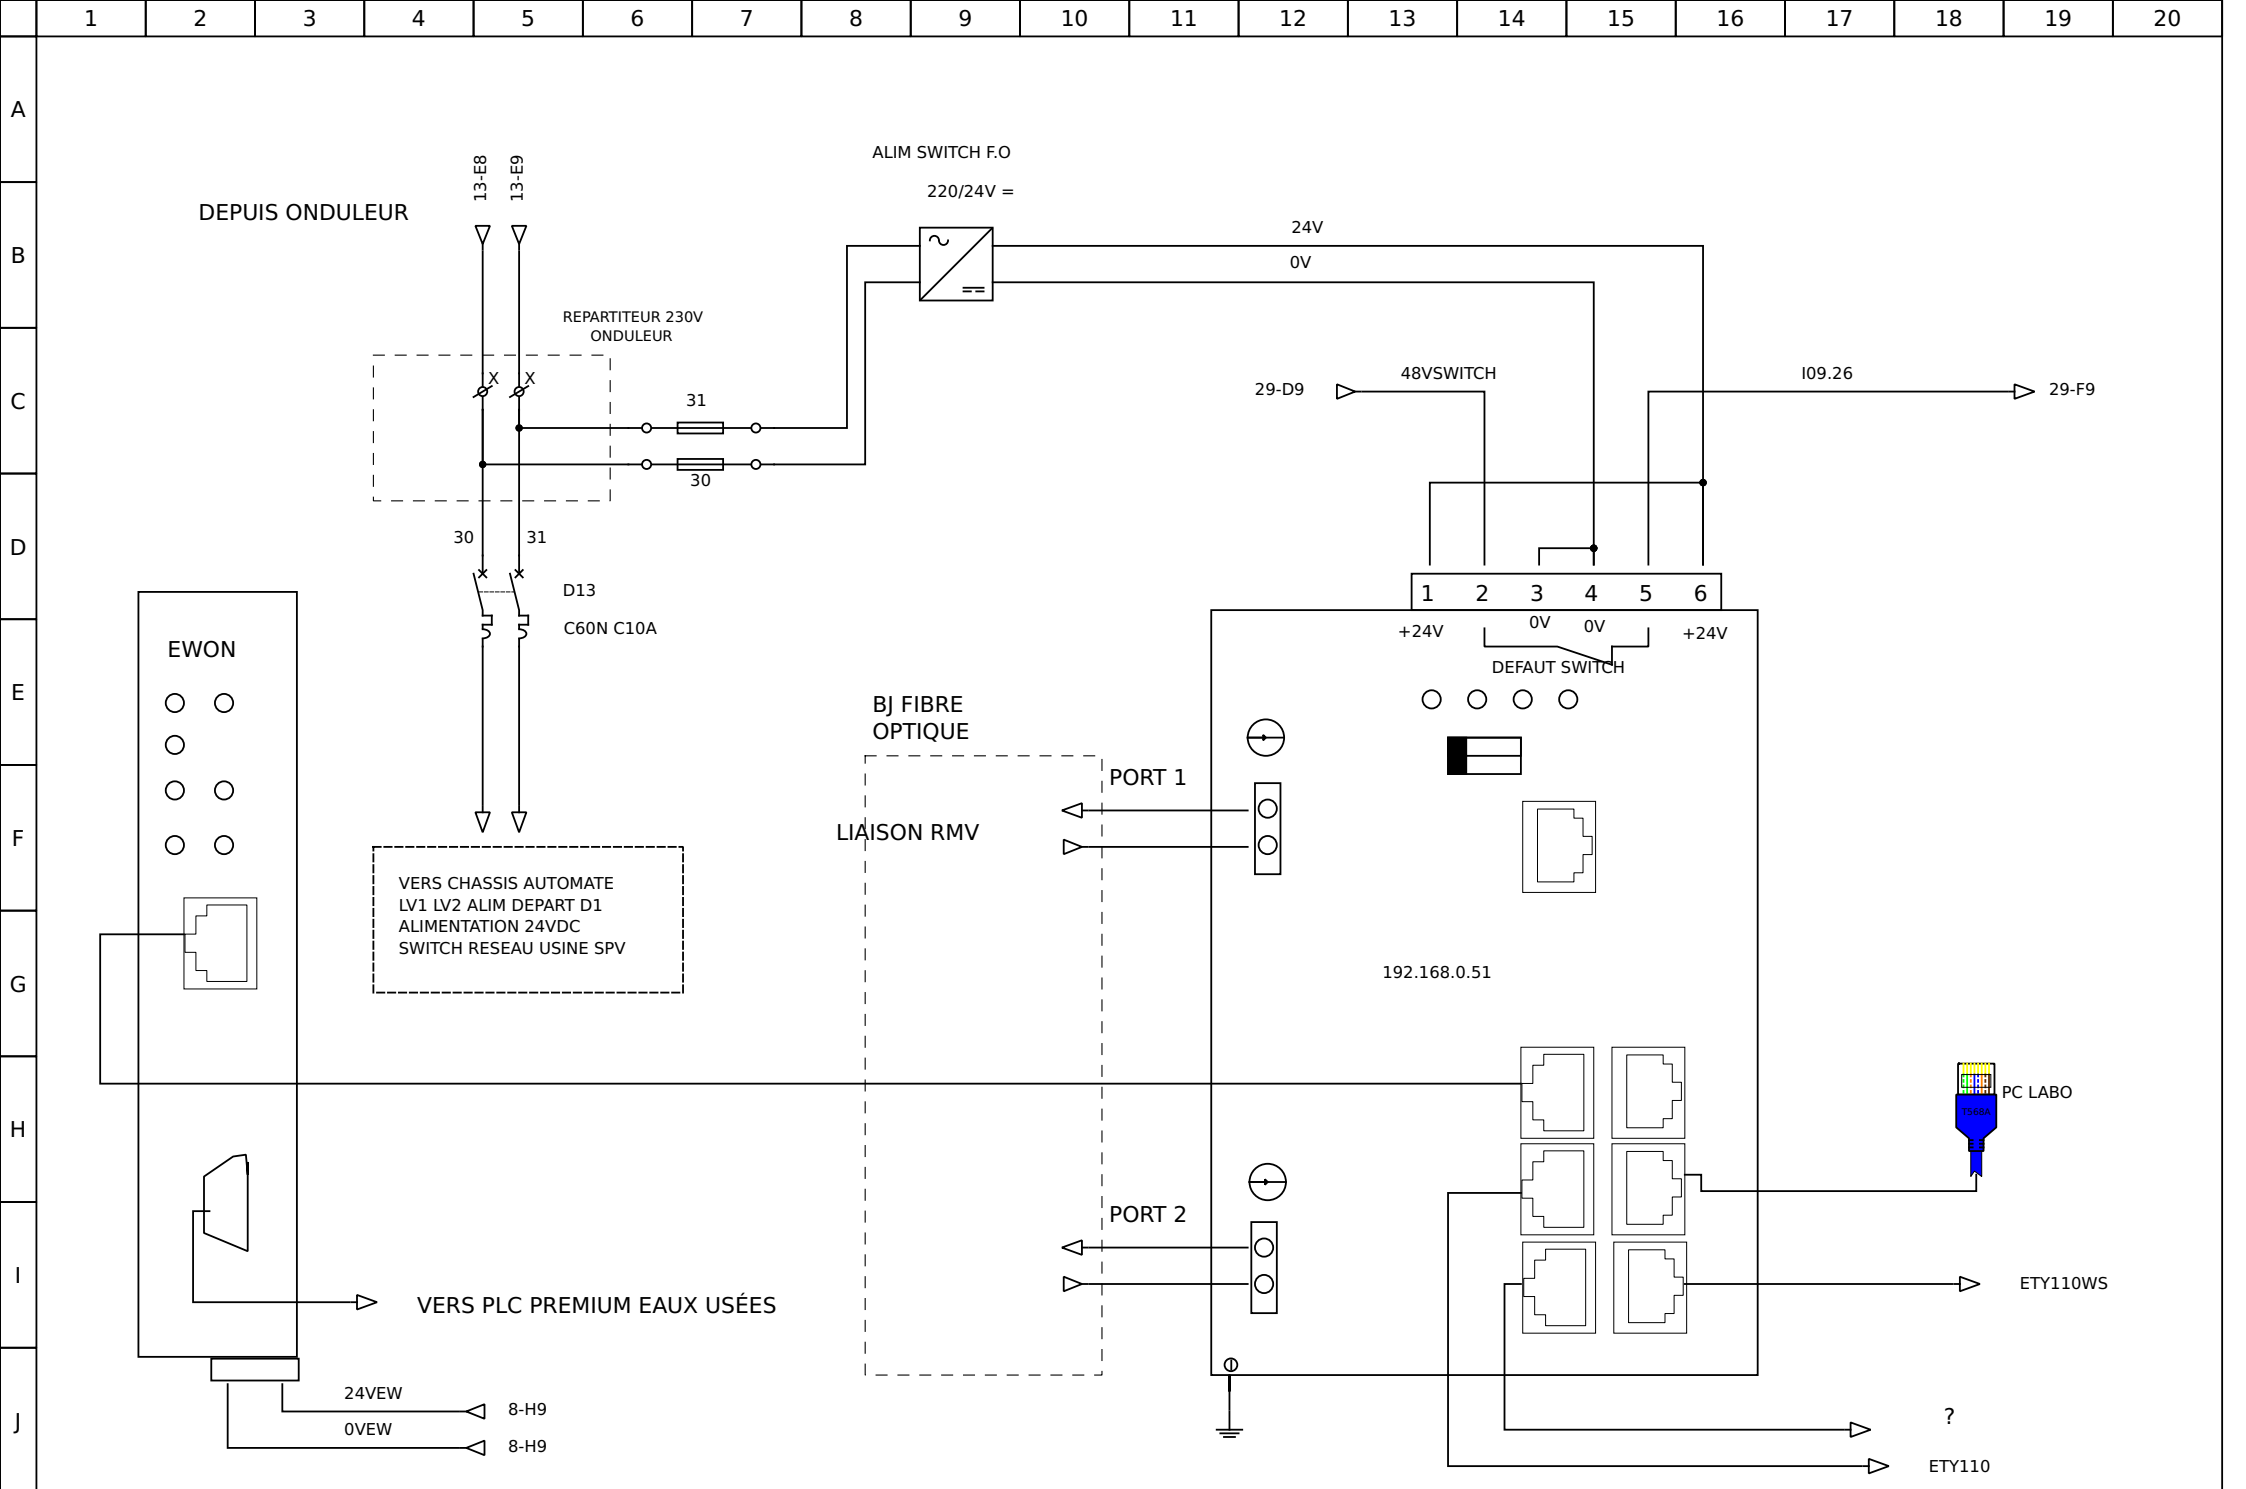 1 2 3 4 5 6 7 8 9 10 11 12 13 14 15 16 17 18 19 20
A
B
C
D
E
F
G
H
I
J
DEPUIS ONDULEUR
13-E8
13-E9
ALIM SWITCH F.O
220/24V =
24V
0V
REPARTITEUR 230V
ONDULEUR
X
X
31
30
29-D9
48VSWITCH
I09.26
29-F9
30
31
D13
C60N C10A
1 2 3 4 5 6
+24V
0V
0V
+24V
DEFAUT SWITCH
EWON
BJ FIBRE
OPTIQUE
PORT 1
LIAISON RMV
VERS CHASSIS AUTOMATE
LV1 LV2 ALIM DEPART D1
ALIMENTATION 24VDC
SWITCH RESEAU USINE SPV
192.168.0.51
PC LABO
T568A
PORT 2
ETY110WS
VERS PLC PREMIUM EAUX USÉES
24VEW
8-H9
0VEW
8-H9
?
ETY110